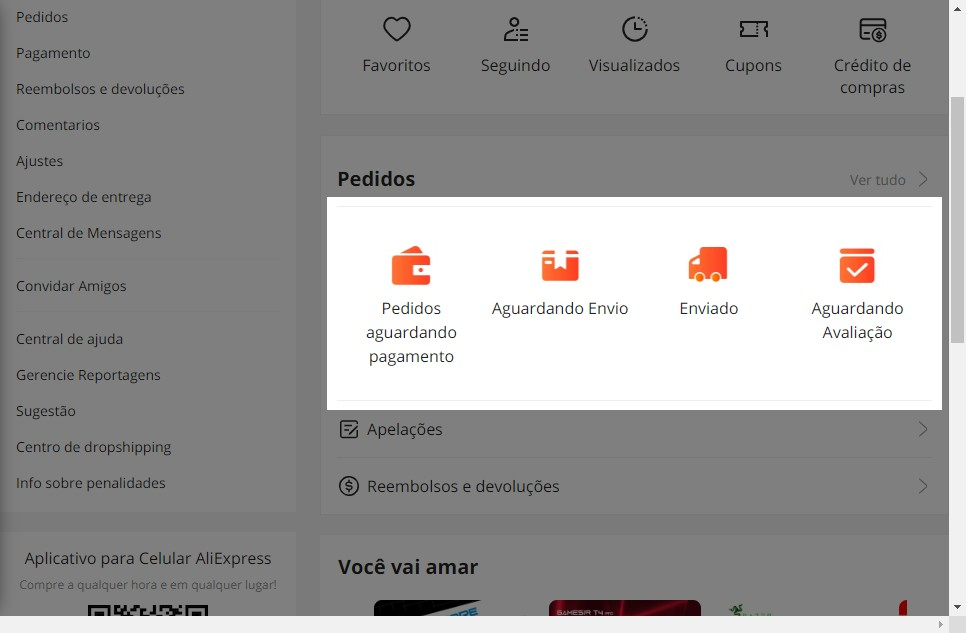 Pedidos
Pagamento
Reembolsos e devoluções
Comentarios
Ajustes
Endereço de entrega
Central de Mensagens
Convidar Amigos
Central de ajuda
Gerencie Reportagens
Sugestão
Centro de dropshipping
Info sobre penalidades
Aplicativo para Celular AliExpress
Compre a qualquer hora e em qualquer lugar!
Favoritos
Seguindo
Visualizados
Cupons
Crédito de
compras
Pedidos
Ver tudo
Pedidos
aguardando
pagamento
Aguardando Envio
Enviado
Aguardando
Avaliação
Apelações
Reembolsos e devoluções
Você vai amar
GAMESIR T4 PRO